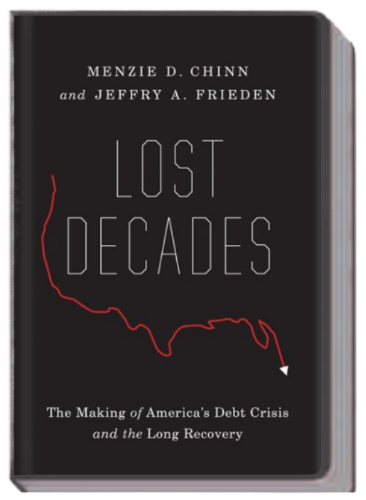 MENZIE D. CHINN
and JEFFRY A. FRIEDEN
LOST
DECADES
The Making of America's Debt Crisis
and the Long Recovery